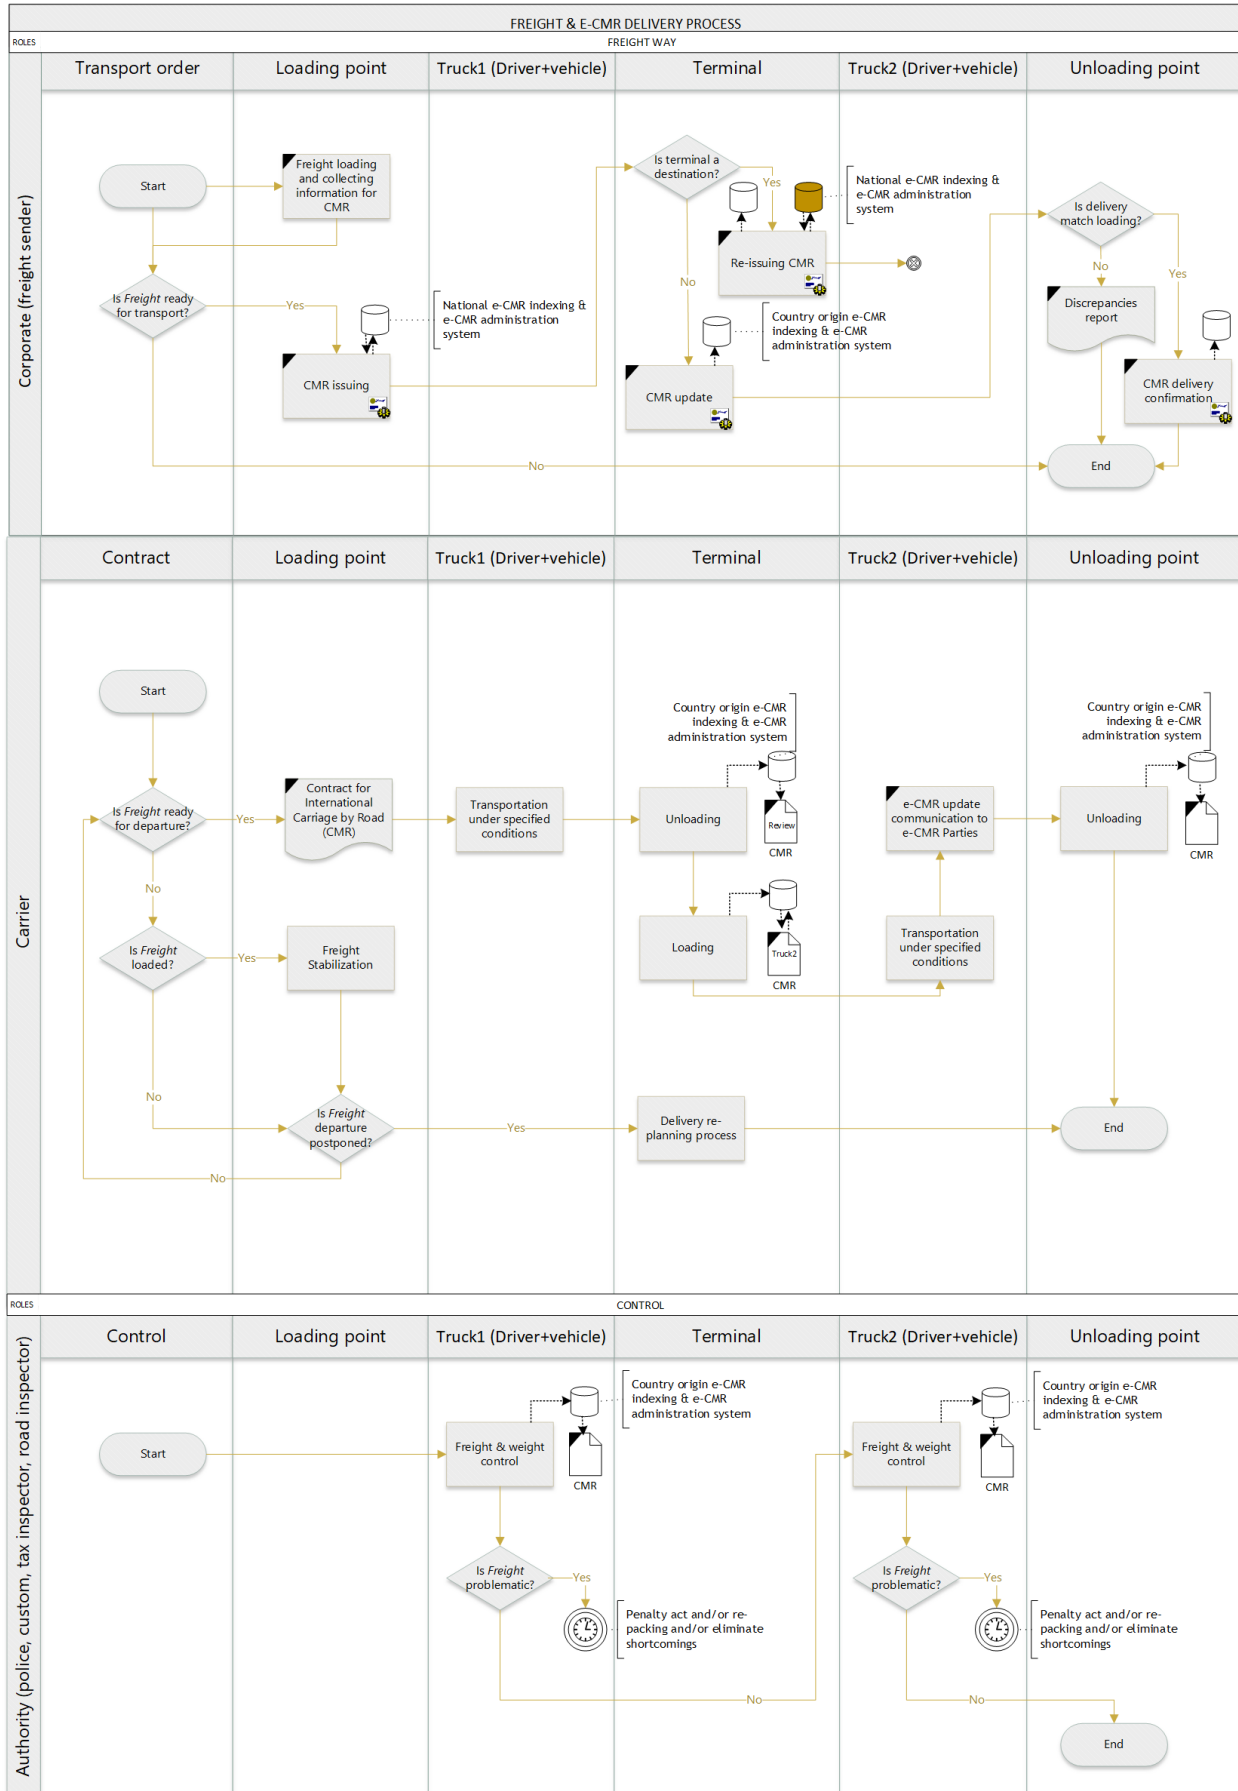 FREIGHT & E-CMR DELIVERY PROCESS
ROLES
FREIGHT WAY
Corporate (freight sender)
Transport order
Loading point
Truck1 (Driver+vehicle)
Terminal
Truck2 (Driver+vehicle)
Unloading point
Start
Freight loading
and collecting
information for
CMR
Is Freight ready
for transport?
Yes
No
CMR issuing
National e-CMR indexing &
e-CMR administration
system
Is terminal a
destination?
Yes
No
Re-issuing CMR
National e-CMR indexing &
e-CMR administration
system
Country origin e-CMR
indexing & e-CMR
administration system
CMR update
Is delivery
match loading?
No
Yes
Discrepancies
report
CMR delivery
confirmation
End
Carrier
Contract
Loading point
Truck1 (Driver+vehicle)
Terminal
Truck2 (Driver+vehicle)
Unloading point
Start
Is Freight ready
for departure?
Yes
No
Contract for
International
Carriage by Road
(CMR)
Transportation
under specified
conditions
Country origin e-CMR
indexing & e-CMR
administration system
Unloading
Review
CMR
Loading
Truck2
CMR
e-CMR update
communication to
e-CMR Parties
Transportation
under specified
conditions
Country origin e-CMR
indexing & e-CMR
administration system
Unloading
CMR
Is Freight
loaded?
Yes
No
Freight
Stabilization
Is Freight
departure
postponed?
Yes
No
Delivery re-
planning process
End
ROLES
CONTROL
Authority (police, custom, tax inspector, road inspector)
Control
Loading point
Truck1 (Driver+vehicle)
Terminal
Truck2 (Driver+vehicle)
Unloading point
Start
Freight & weight
control
Country origin e-CMR
indexing & e-CMR
administration system
CMR
Is Freight
problematic?
Yes
No
Penalty act and/or re-
packing and/or eliminate
shortcomings
Freight & weight
control
Country origin e-CMR
indexing & e-CMR
administration system
CMR
Is Freight
problematic?
Yes
No
Penalty act and/or re-
packing and/or eliminate
shortcomings
End